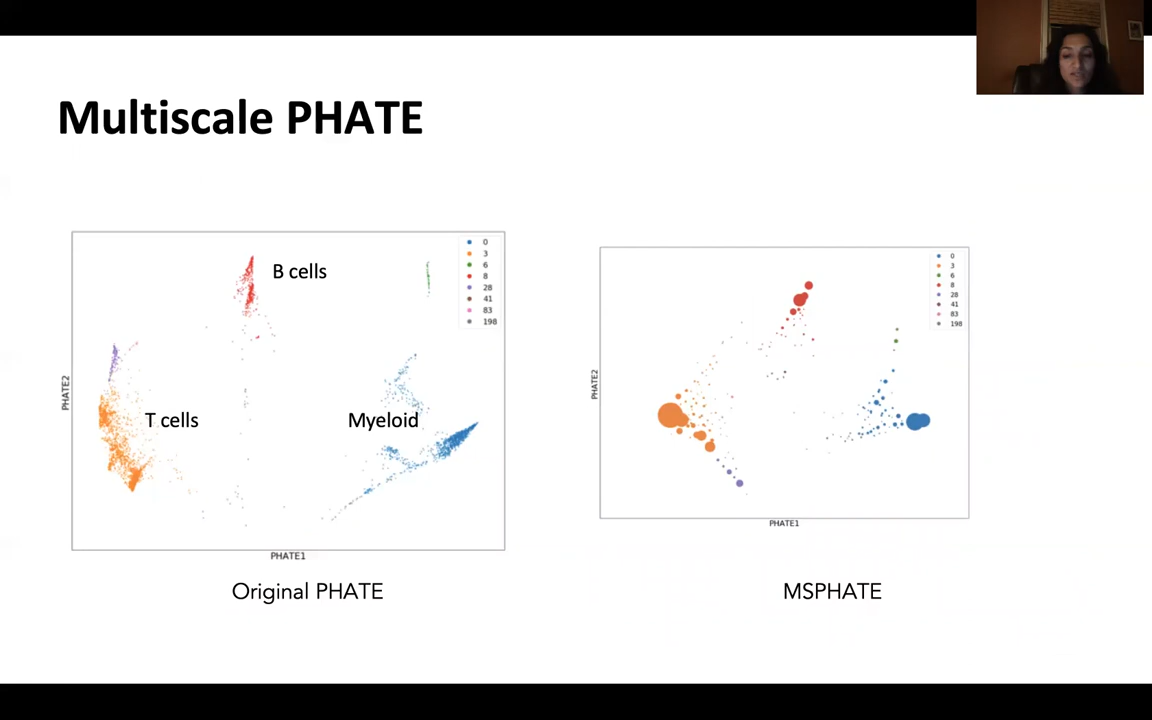 Multiscale PHATE
0
3
6
8
28
41
83
198
B cells
T cells
Myeloid
PHATE2
PHATE1
Original PHATE
0
3
6
8
28
41
83
198
PHATE2
PHATE1
MSPHATE